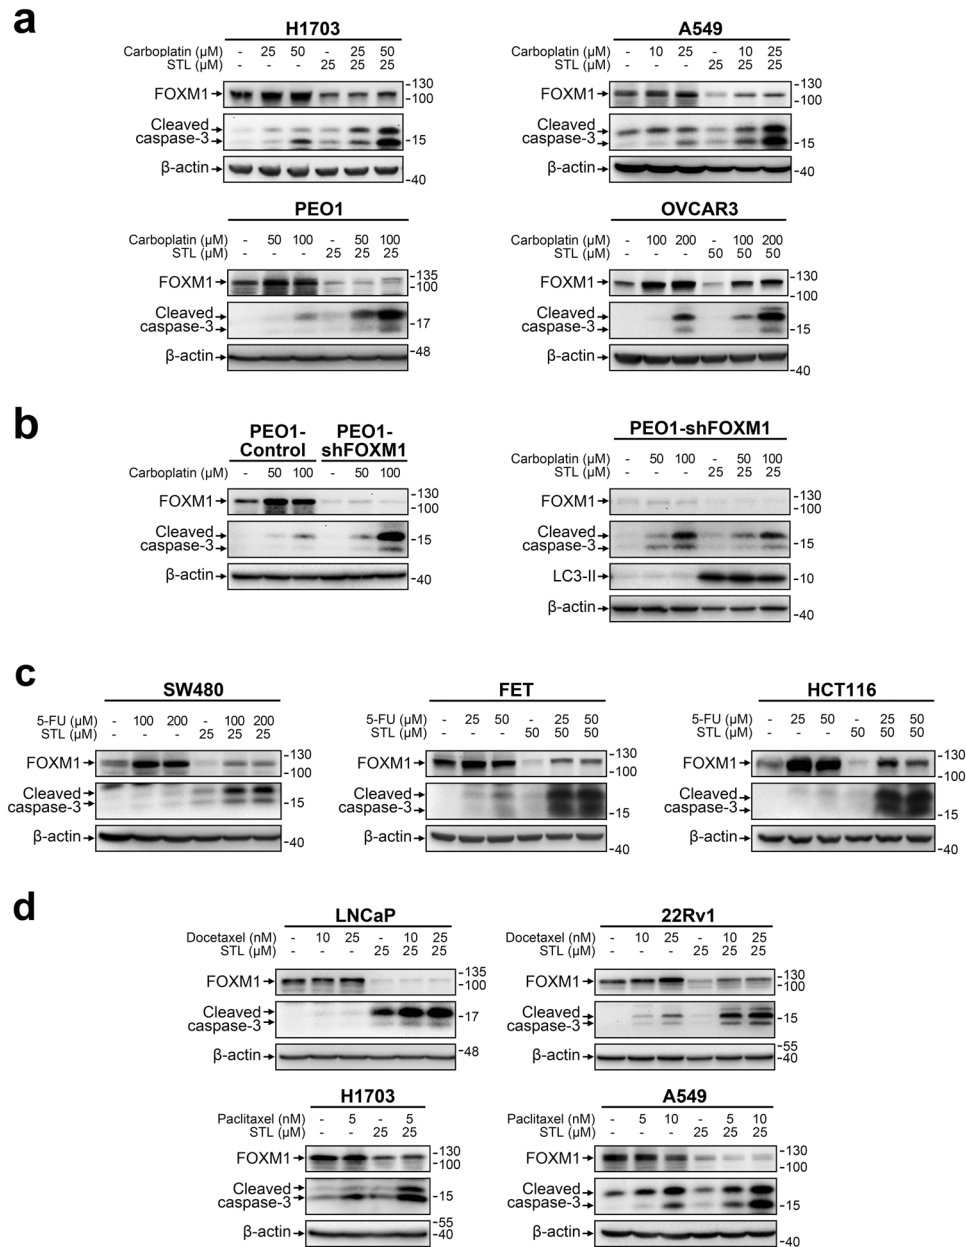 a
H1703
Carboplatin (µM) - 25 50 - 25 50
STL (µM) - - - 25 25 25
FOXM1 -130
-100
Cleaved
caspase-3 -15
β-actin -40
A549
Carboplatin (µM) - 10 25 - 10 25
STL (µM) - - - 25 25 25
FOXM1 -130
-100
Cleaved
caspase-3 -15
β-actin -40
PEO1
Carboplatin (µM) - 50 100 - 50 100
STL (µM) - - - 25 25 25
FOXM1 -135
-100
Cleaved
caspase-3 -17
β-actin -48
OVCAR3
Carboplatin (µM) - 100 200 - 100 200
STL (µM) - - - 50 50 50
FOXM1 -130
-100
Cleaved
caspase-3 -15
β-actin -40
b
PEO1-
Control
PEO1-
shFOXM1
Carboplatin (µM) - 50 100 - 50 100
FOXM1 -130
-100
Cleaved
caspase-3 -15
β-actin -40
PEO1-shFOXM1
Carboplatin (µM) - 50 100 - 50 100
STL (µM) - - - 25 25 25
FOXM1 -130
-100
Cleaved
caspase-3 -15
LC3-II -10
β-actin -40
c
SW480
5-FU (µM) - 100 200 - 100 200
STL (µM) - - - 25 25 25
FOXM1 -130
-100
Cleaved
caspase-3 -15
β-actin -40
FET
5-FU (µM) - 25 50 - 25 50
STL (µM) - - - 50 50 50
FOXM1 -130
-100
Cleaved
caspase-3 -15
β-actin -40
HCT116
5-FU (µM) - 25 50 - 25 50
STL (µM) - - - 50 50 50
FOXM1 -130
-100
Cleaved
caspase-3 -15
β-actin -40
d
LNCaP
Docetaxel (nM) - 10 25 - 10 25
STL (µM) - - - 25 25 25
FOXM1 -135
-100
Cleaved
caspase-3 -17
β-actin -48
22Rv1
Docetaxel (nM) - 10 25 - 10 25
STL (µM) - - - 25 25 25
FOXM1 -130
-100
Cleaved
caspase-3 -15
-55
β-actin -40
H1703
Paclitaxel (nM) - 5 - 5
STL (µM) - - 25 25
FOXM1 -130
-100
Cleaved
caspase-3 -15
-55
β-actin -40
A549
Paclitaxel (nM) - 5 10 - 5 10
STL (µM) - - - 25 25 25
FOXM1 -130
-100
Cleaved
caspase-3 -15
β-actin -40